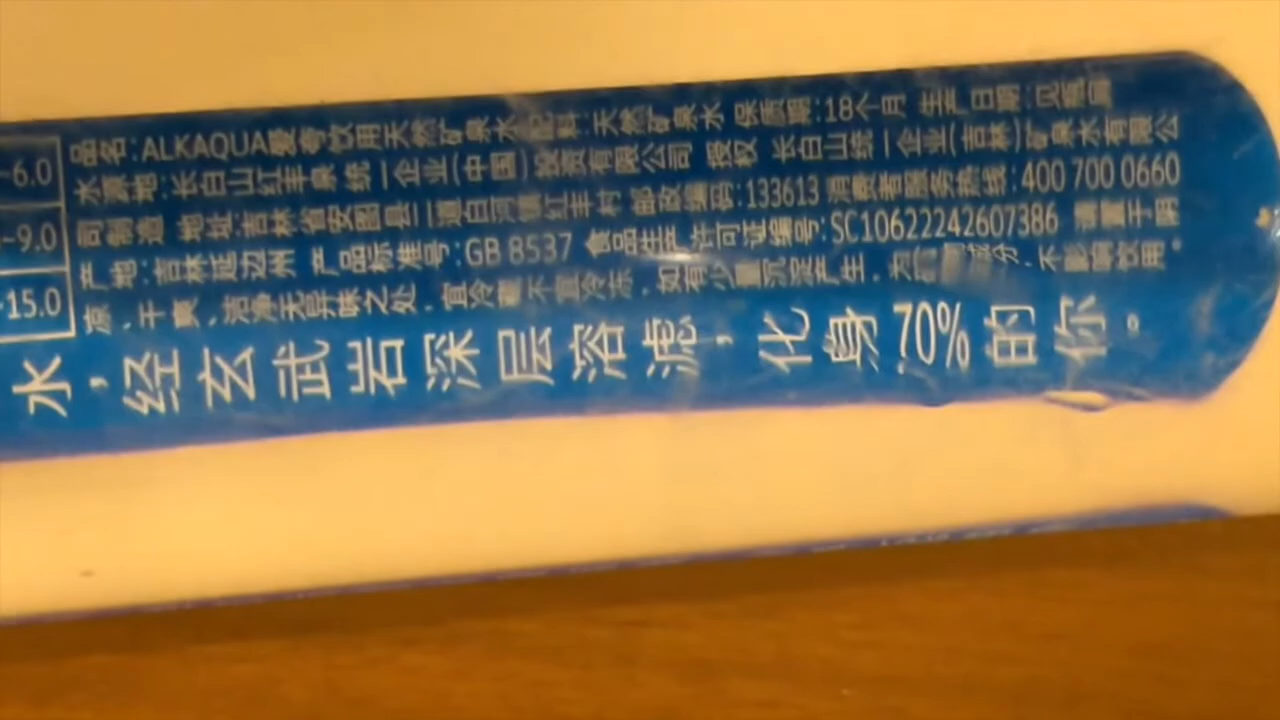 ~6.0
~9.0
~15.0
品名:ALKAQUA爱夸饮用天然矿泉水 配料:天然矿泉水 保质期:18个月 生产日期:见瓶肩
水源地:长白山红丰泉 统一企业(中国)投资有限公司 授权 长白山统一企业(吉林)矿泉水有限公
司制造 地址:吉林省安图县二道白河镇红丰村 邮政编码:133613 消费者服务热线:400 700 0660
产地:吉林延边州 产品标准号:GB 8537 食品生产许可证编号:SC10622242607386 请置于阴
凉、干爽、洁净无异味之处,宜冷藏不宜冷冻,如有少量沉淀产生,为 成分,不影响饮用。
水,经玄武岩深层溶滤,化身70%的你。